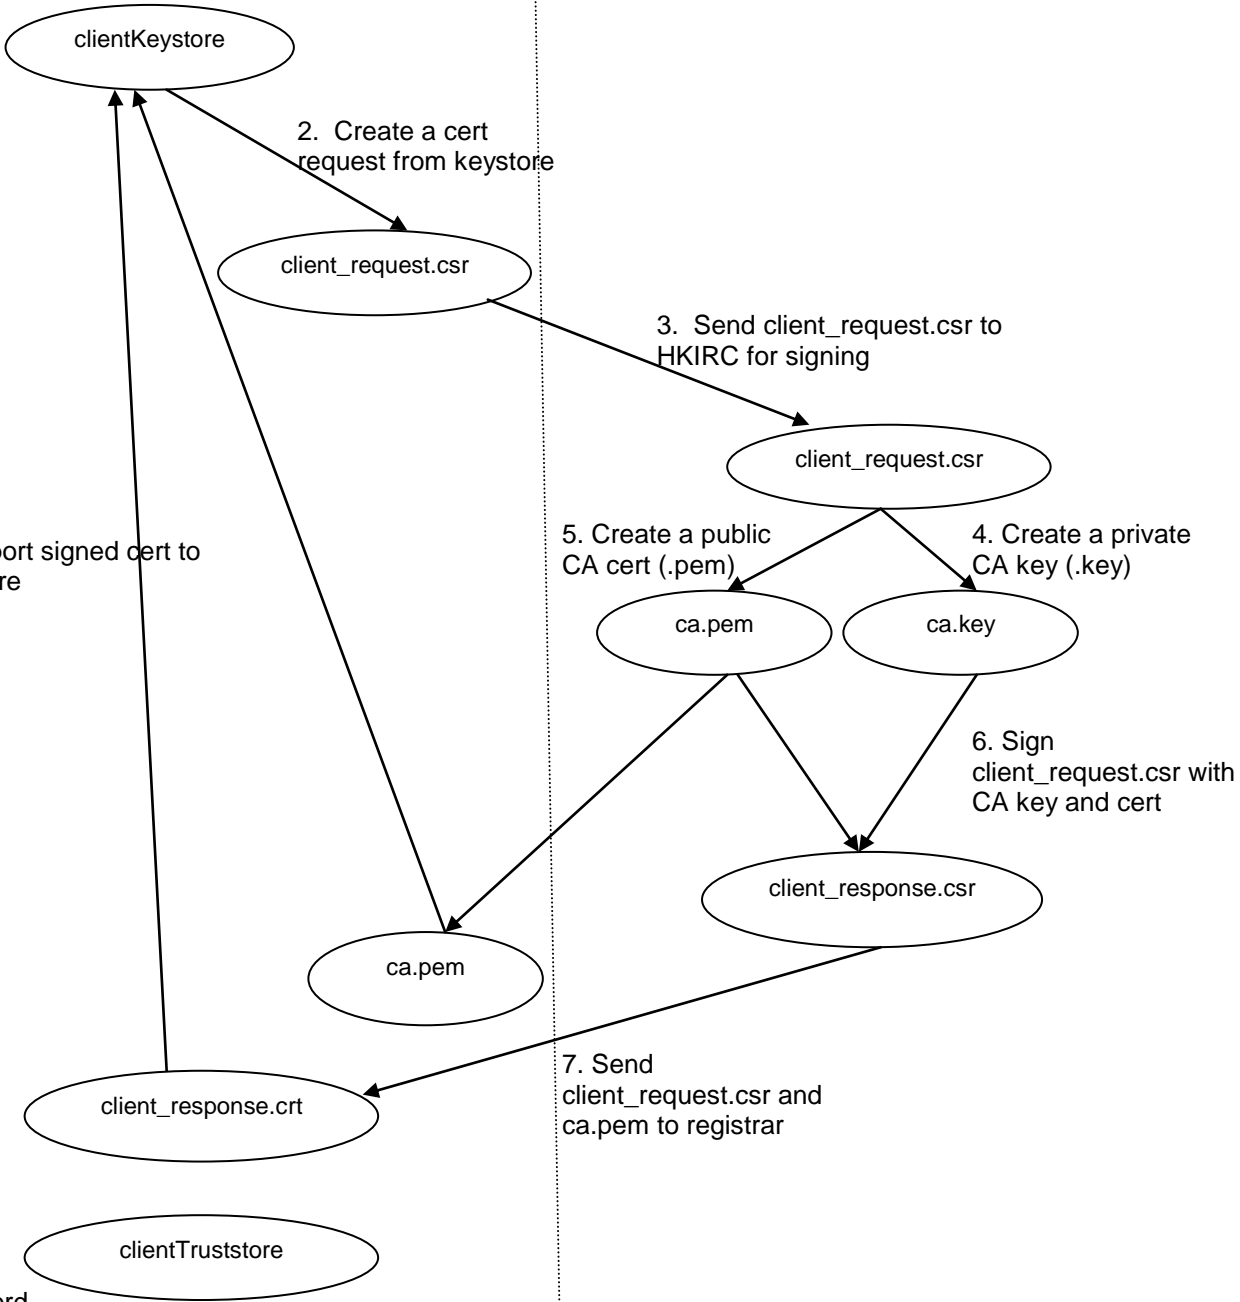 clientKeystore
2. Create a cert
request from keystore
client_request.csr
3. Send client_request.csr to
HKIRC for signing
client_request.csr
5. Create a public
CA cert (.pem)
4. Create a private
CA key (.key)
signed cert to
ca.pem
ca.key
6. Sign
client_request.csr with
CA key and cert
client_response.csr
ca.pem
7. Send
client_request.csr and
ca.pem to registrar
client_response.crt
clientTruststore